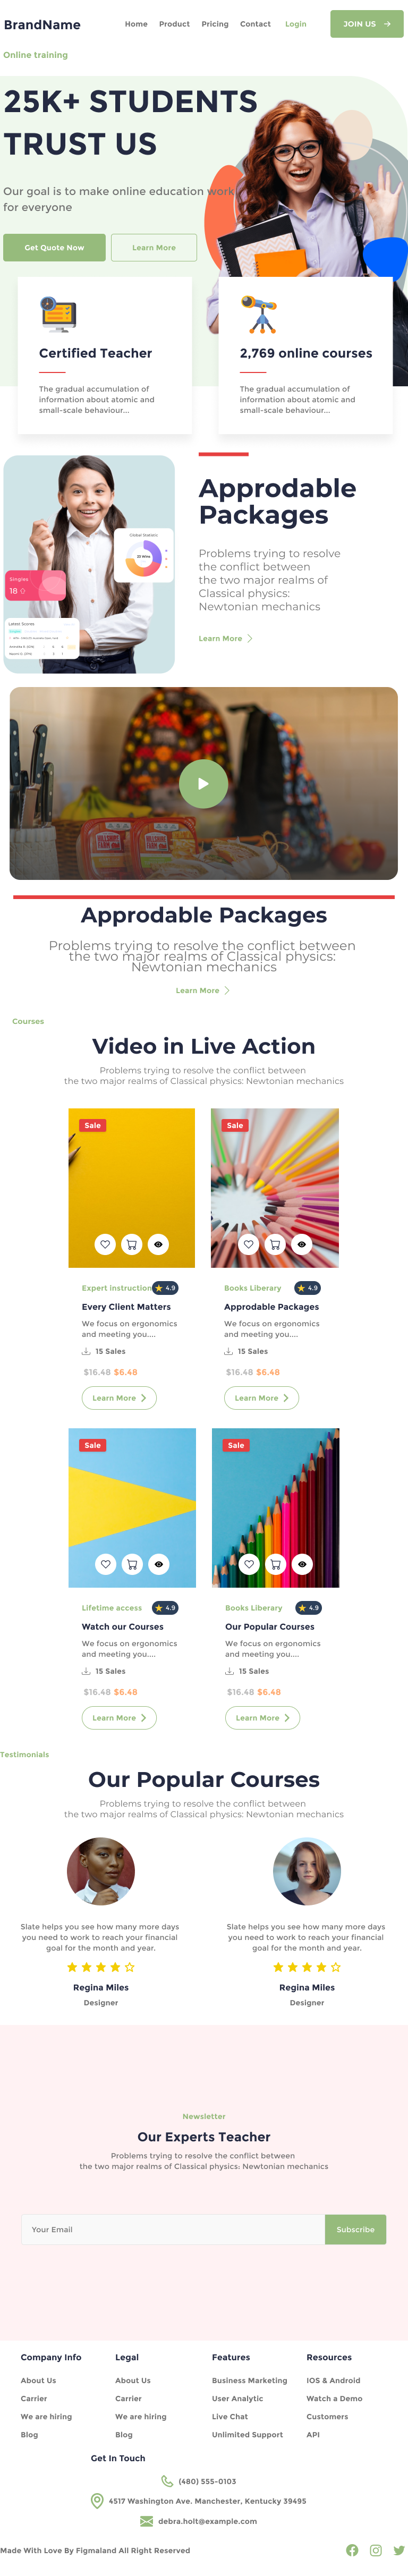 BrandName
Home Product Pricing Contact Login JOIN US
Online training
25K+ STUDENTS
TRUST US
Our goal is to make online education work
for everyone
Get Quote Now Learn More
Certified Teacher
The gradual accumulation of
information about atomic and
small-scale behaviour...
2,769 online courses
The gradual accumulation of
information about atomic and
small-scale behaviour...
Singles
18 0
Latest Scores
Approdable
Packages
Problems trying to resolve
the conflict between
the two major realms of
Classical physics:
Newtonian mechanics
Learn More
HILLSHIRE
FARM
Approdable Packages
Problems trying to resolve the conflict between
the two major realms of Classical physics:
Newtonian mechanics
Learn More
Courses
Video in Live Action
Problems trying to resolve the conflict between
the two major realms of Classical physics: Newtonian mechanics
Sale
Expert instruction 4.9
Every Client Matters
We focus on ergonomics
and meeting you....
15 Sales
$16.48 $6.48
Learn More
Sale
Books Liberary 4.9
Approdable Packages
We focus on ergonomics
and meeting you....
15 Sales
$16.48 $6.48
Learn More
Sale
Lifetime access 4.9
Watch our Courses
We focus on ergonomics
and meeting you....
15 Sales
$16.48 $6.48
Learn More
Sale
Books Liberary 4.9
Our Popular Courses
We focus on ergonomics
and meeting you....
15 Sales
$16.48 $6.48
Learn More
Testimonials
Our Popular Courses
Problems trying to resolve the conflict between
the two major realms of Classical physics: Newtonian mechanics
Slate helps you see how many more days
you need to work to reach your financial
goal for the month and year.
Regina Miles
Designer
Slate helps you see how many more days
you need to work to reach your financial
goal for the month and year.
Regina Miles
Designer
Newsletter
Our Experts Teacher
Problems trying to resolve the conflict between
the two major realms of Classical physics: Newtonian mechanics
Your Email Subscribe
Company Info
About Us
Carrier
We are hiring
Blog
Legal
About Us
Carrier
We are hiring
Blog
Features
Business Marketing
User Analytic
Live Chat
Unlimited Support
Resources
IOS & Android
Watch a Demo
Customers
API
Get In Touch
(480) 555-0103
4517 Washington Ave. Manchester, Kentucky 39495
debra.holt@example.com
Made With Love By Figmaland All Right Reserved